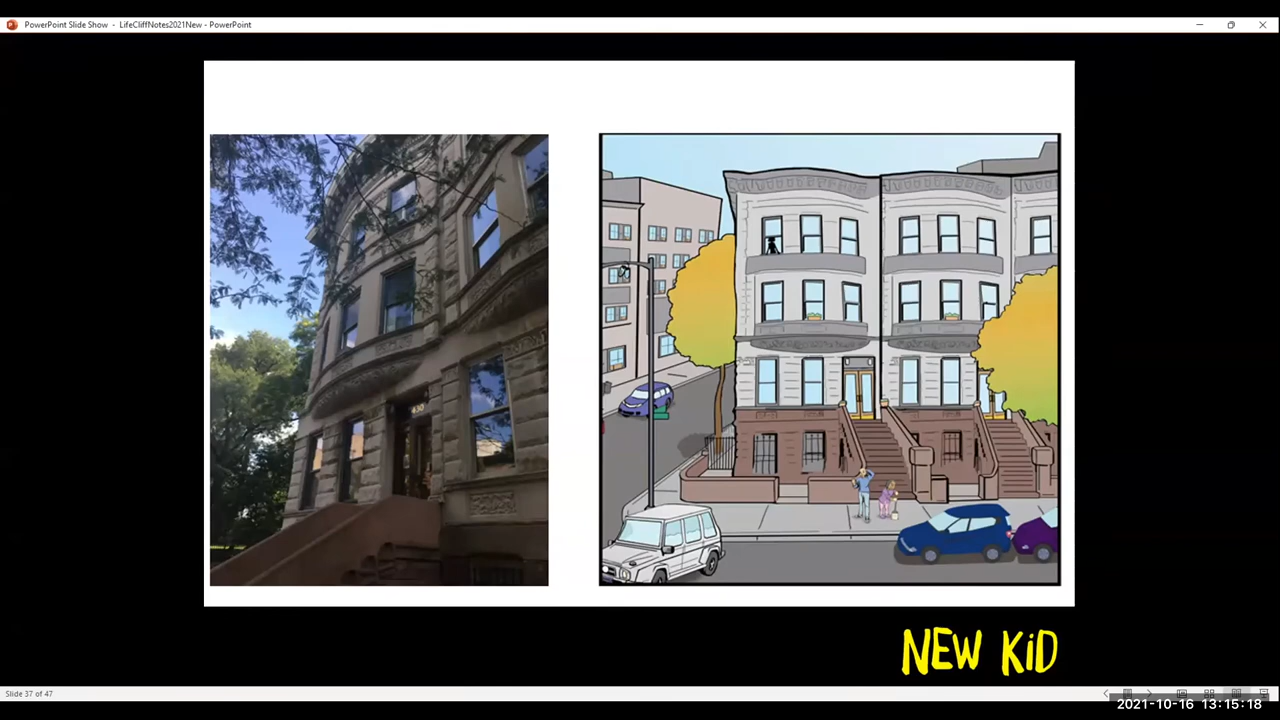 PowerPoint Slide Show - LifeCliffNotes2021New - PowerPoint
NEW KiD
Slide 37 of 47
2021-10-16 13:15:18